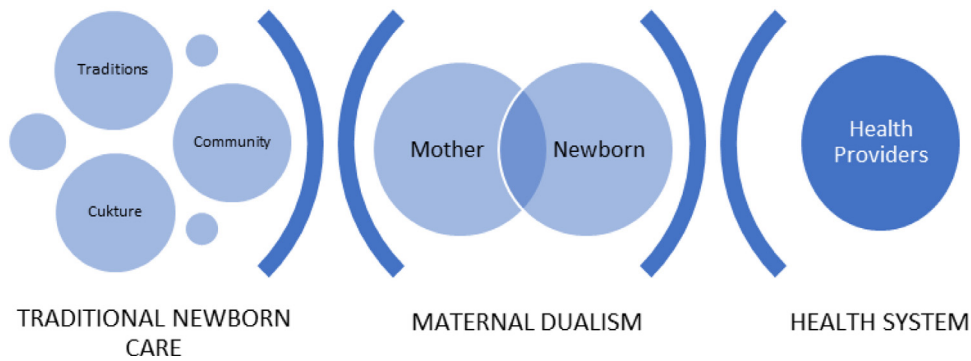 Traditions
Community
Cukture
Mother
Newborn
Health
Providers
TRADITIONAL NEWBORN
CARE
MATERNAL DUALISM
HEALTH SYSTEM